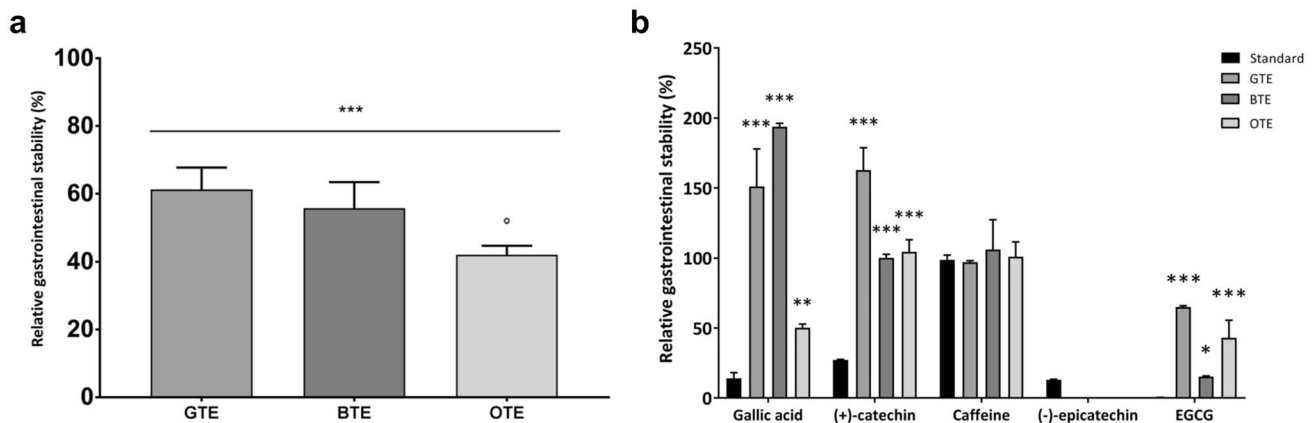 a
Relative gastrointestinal stability (%)
100
80
60
40
20
0
***
°
GTE BTE OTE
b
Relative gastrointestinal stability (%)
250
200
150
100
50
0
*** *** **
*** *** ***
*** * ***
Gallic acid (+)-catechin Caffeine (-)-epicatechin EGCG
Standard
GTE
BTE
OTE